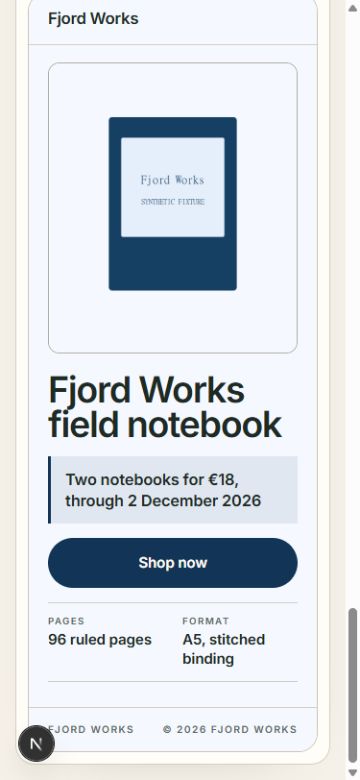 Fjord Works
Fjord Works
SYNTHETIC FIXTURE
Fjord Works
field notebook
Two notebooks for €18,
through 2 December 2026
Shop now
PAGES
96 ruled pages
FORMAT
A5, stitched
binding
FJORD WORKS
© 2026 FJORD WORKS
N